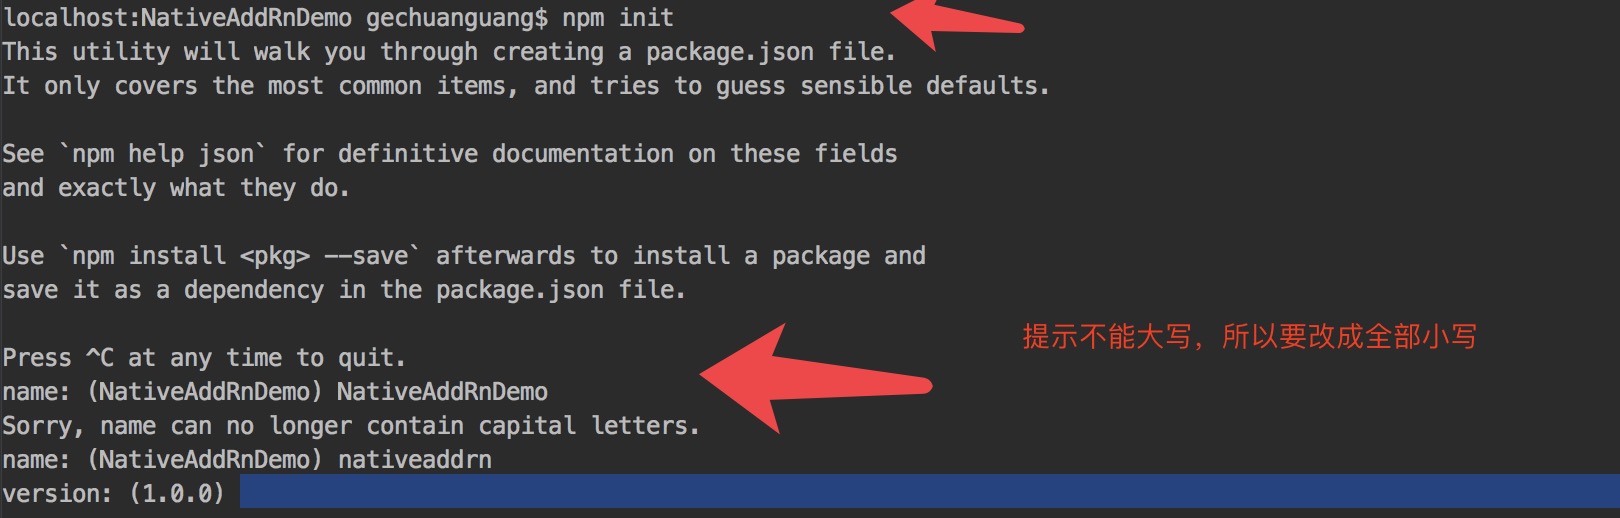 localhost:NativeAddRnDemo gechuanguang$ npm init
This utility will walk you through creating a package.json file.
It only covers the most common items, and tries to guess sensible defaults.
See `npm help json` for definitive documentation on these fields
and exactly what they do.
Use `npm install <pkg> --save` afterwards to install a package and
save it as a dependency in the package.json file.
提示不能大写，所以要改成全部小写
Press ^C at any time to quit.
name: (NativeAddRnDemo) NativeAddRnDemo
Sorry, name can no longer contain capital letters.
name: (NativeAddRnDemo) nativeaddrn
version: (1.0.0)